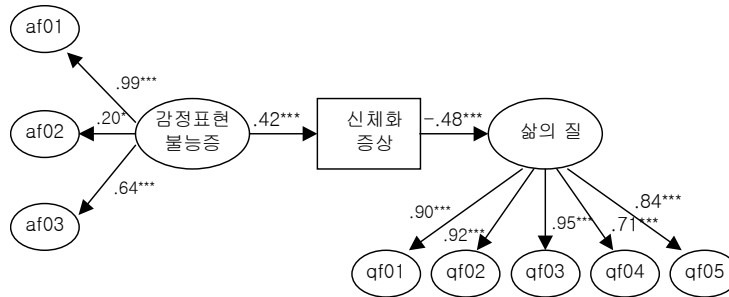 af01
.99***
af02
.20*
감정표현
불능증
.42***
신체화
증상
-.48***
삶의 질
af03
.64***
.90***
.92***
.95***
.71***
.84***
qf01
qf02
qf03
qf04
qf05